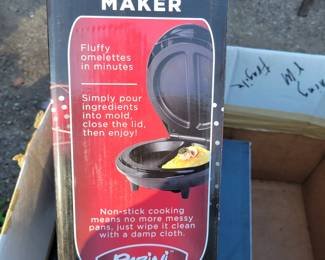 MAKER
Fluffy
omelettes
in minutes
Simply pour
ingredients
into mold,
close the lid,
then enjoy!
Non-stick cooking
means no more messy
pans, just wipe it clean
with a damp cloth.
Fragile